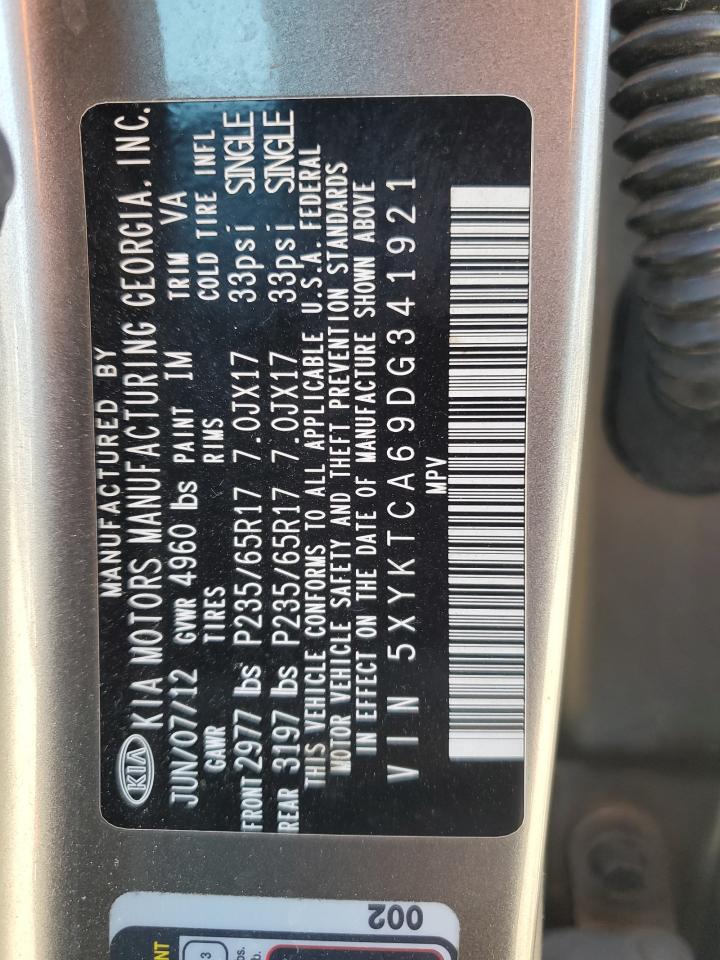 MANUFACTURED BY
KIA KIA MOTORS MANUFACTURING GEORGIA, INC.
JUN/07/12 GVWR 4960 lbs PAINT IM TRIM VA
GAWR TIRES RIMS COLD TIRE INFL
FRONT 2977 lbs P235/65R17 7.0JX17 33psi SINGLE
REAR 3197 lbs P235/65R17 7.0JX17 33psi SINGLE
THIS VEHICLE CONFORMS TO ALL APPLICABLE U.S.A. FEDERAL
MOTOR VEHICLE SAFETY AND THEFT PREVENTION STANDARDS
IN EFFECT ON THE DATE OF MANUFACTURE SHOWN ABOVE
VIN 5XYKTCA69DG341921
MPV
002
3